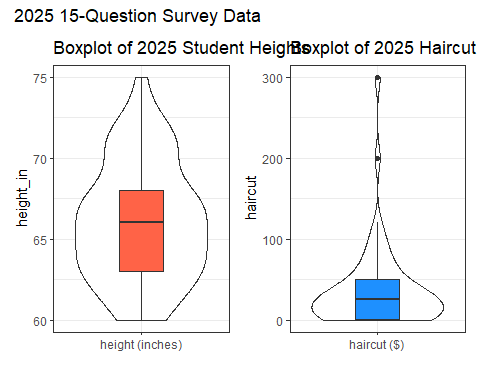 2025 15-Question Survey Data
Boxplot of 2025 Student Heights
Boxplot of 2025 Haircut
height_in
75
70
65
60
height (inches)
haircut
300
200
100
0
haircut ($)